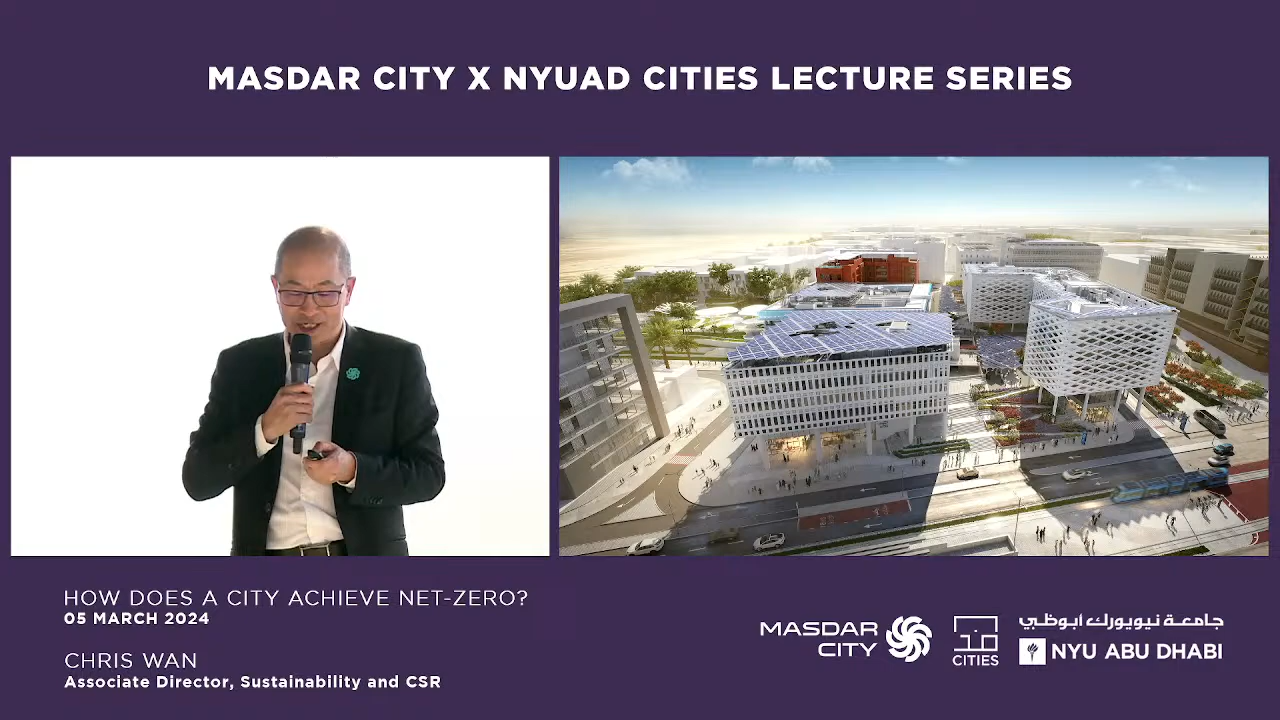 MASDAR CITY X NYUAD CITIES LECTURE SERIES
HOW DOES A CITY ACHIEVE NET-ZERO?
05 MARCH 2024
CHRIS WAN
Associate Director, Sustainability and CSR
MASDAR
CITY
CITIES
جامعة نيويورك أبوظبي
NYU ABU DHABI